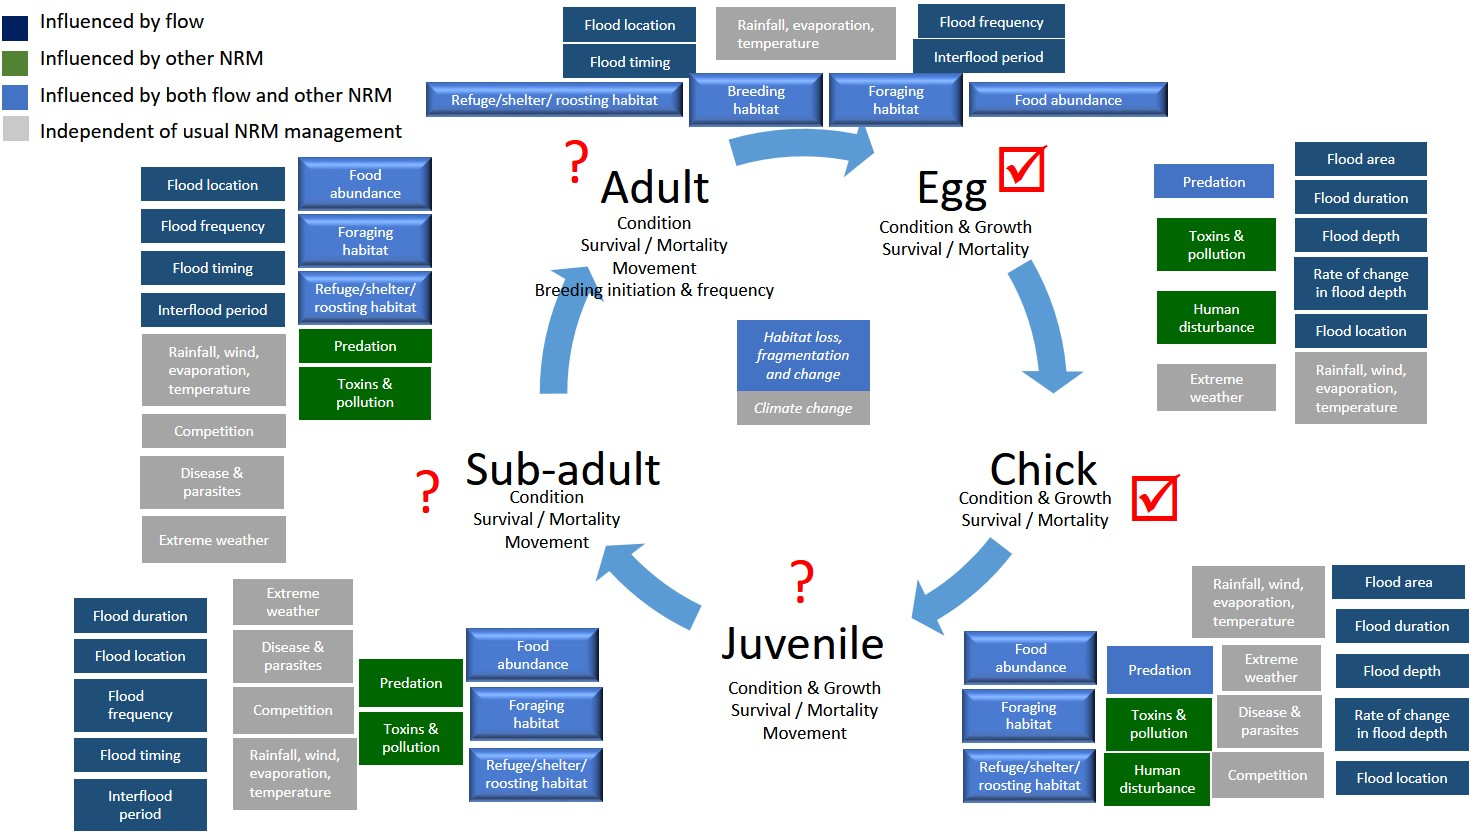 Influenced by flow
Influenced by other NRM
Influenced by both flow and other NRM
Independent of usual NRM management
Flood location
Flood timing
Rainfall, evaporation,
temperature
Flood frequency
Interflood period
Refuge/shelter/ roosting habitat
Breeding
habitat
Foraging
habitat
Food abundance
?
Adult
Condition
Survival / Mortality
Movement
Breeding initiation & frequency
Egg
Condition & Growth
Survival / Mortality
Predation
Toxins &
pollution
Human
disturbance
Extreme
weather
Flood area
Flood duration
Flood depth
Rate of change
in flood depth
Flood location
Rainfall, wind,
evaporation,
temperature
Flood location
Flood frequency
Flood timing
Interflood period
Rainfall, wind,
evaporation,
temperature
Competition
Disease &
parasites
Extreme weather
Food
abundance
Foraging
habitat
Refuge/shelter/
roosting habitat
Predation
Toxins &
pollution
Habitat loss,
fragmentation
and change
Climate change
?
Sub-adult
Condition
Survival / Mortality
Movement
Chick
Condition & Growth
Survival / Mortality
?
Juvenile
Condition & Growth
Survival / Mortality
Movement
Flood duration
Flood location
Flood
frequency
Flood timing
Interflood
period
Extreme
weather
Disease &
parasites
Competition
Rainfall, wind,
evaporation,
temperature
Predation
Toxins &
pollution
Food
abundance
Foraging
habitat
Refuge/shelter/
roosting habitat
Food
abundance
Foraging
habitat
Refuge/shelter/
roosting habitat
Predation
Toxins &
pollution
Human
disturbance
Rainfall, wind,
evaporation,
temperature
Extreme
weather
Disease &
parasites
Competition
Flood area
Flood duration
Flood depth
Rate of change
in flood depth
Flood location